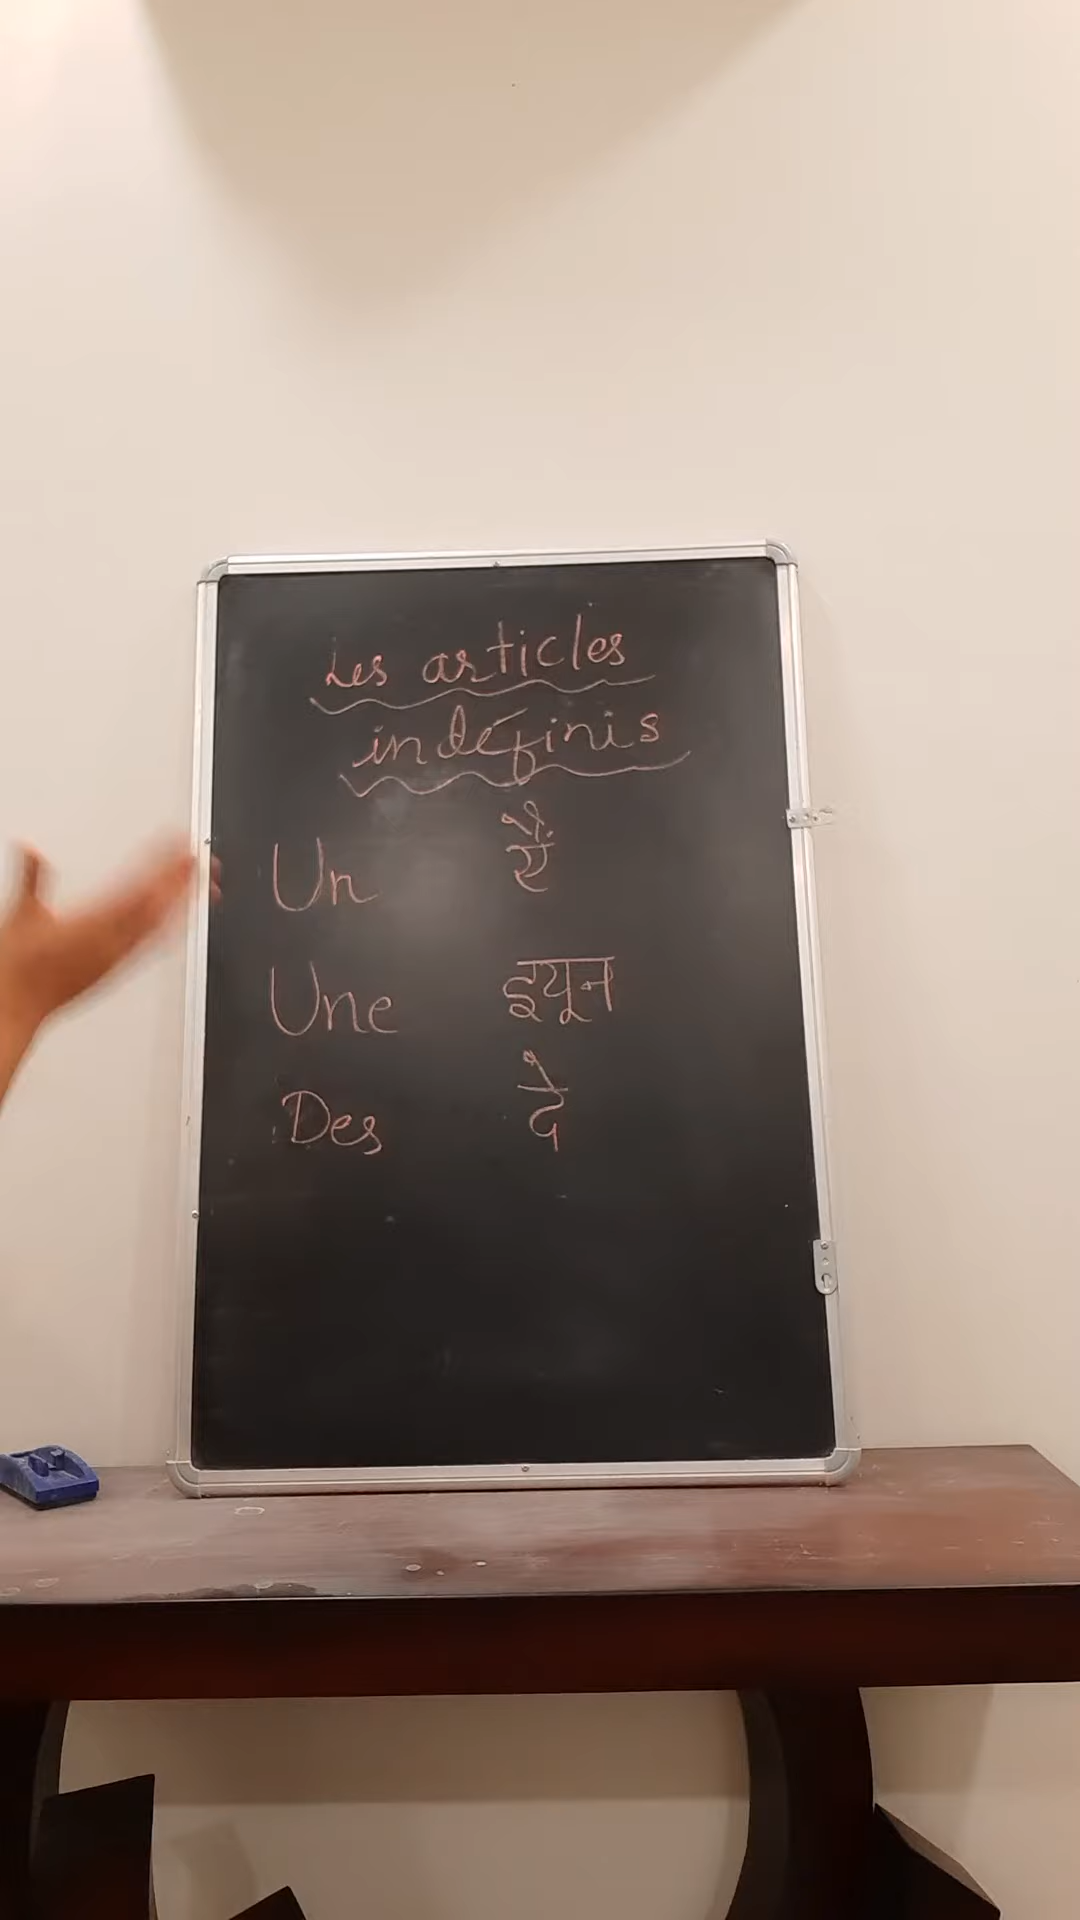 Les articles
indéfinis
Un
Une इयून
Des दे